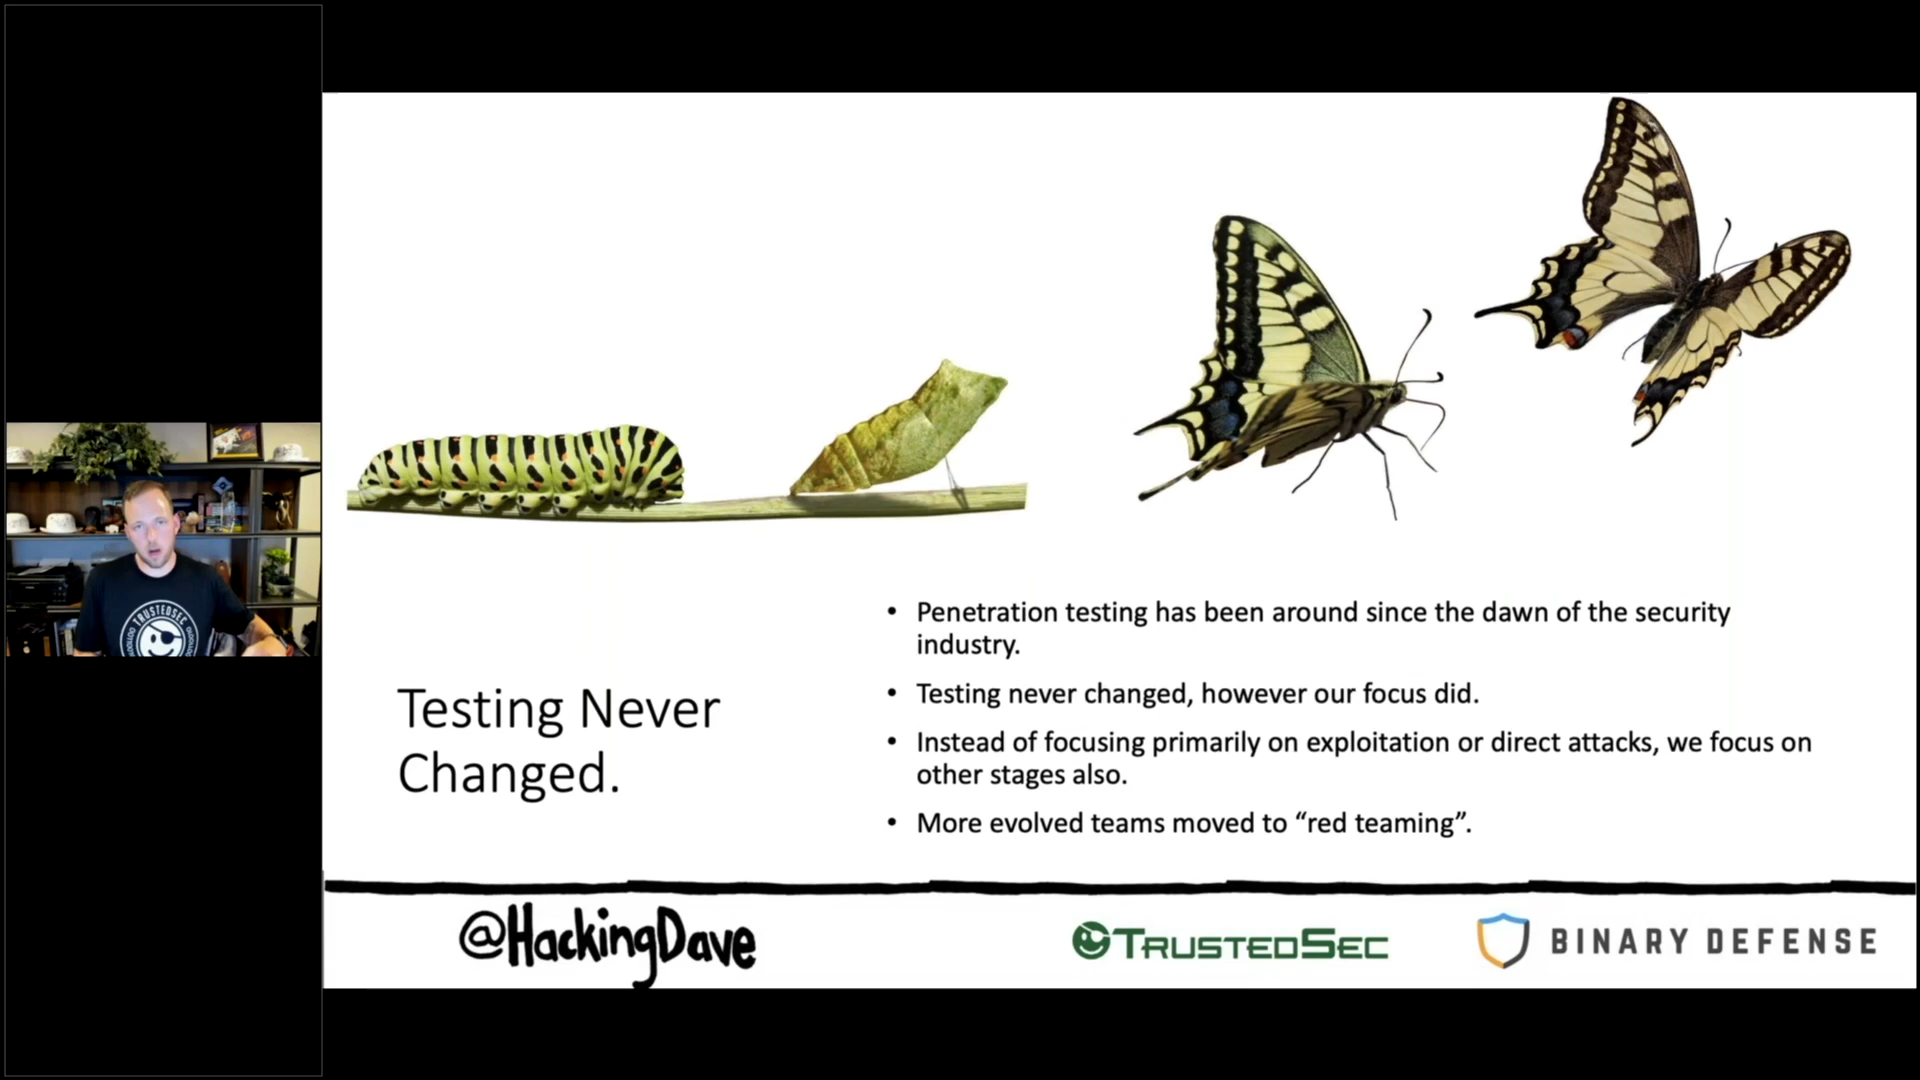 Testing Never
Changed.
• Penetration testing has been around since the dawn of the security
industry.
• Testing never changed, however our focus did.
• Instead of focusing primarily on exploitation or direct attacks, we focus on
other stages also.
• More evolved teams moved to “red teaming”.
@HackingDave
TRUSTEDSEC
BINARY DEFENSE
TRUSTEDSEC